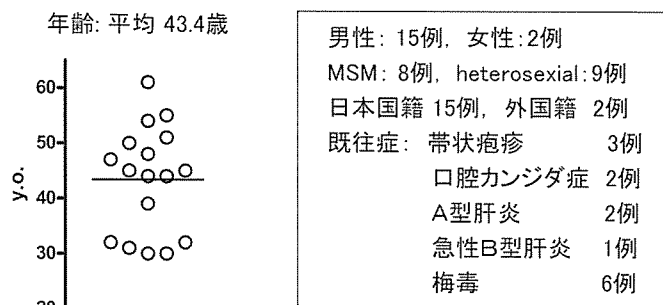 年齢: 平均 43.4歳
y.o.
60
50
40
30
20
男性: 15例, 女性:2例
MSM: 8例, heterosexial:9例
日本国籍 15例, 外国籍 2例
既往症: 帯状疱疹 3例
口腔カンジダ症 2例
A型肝炎 2例
急性B型肝炎 1例
梅毒 6例